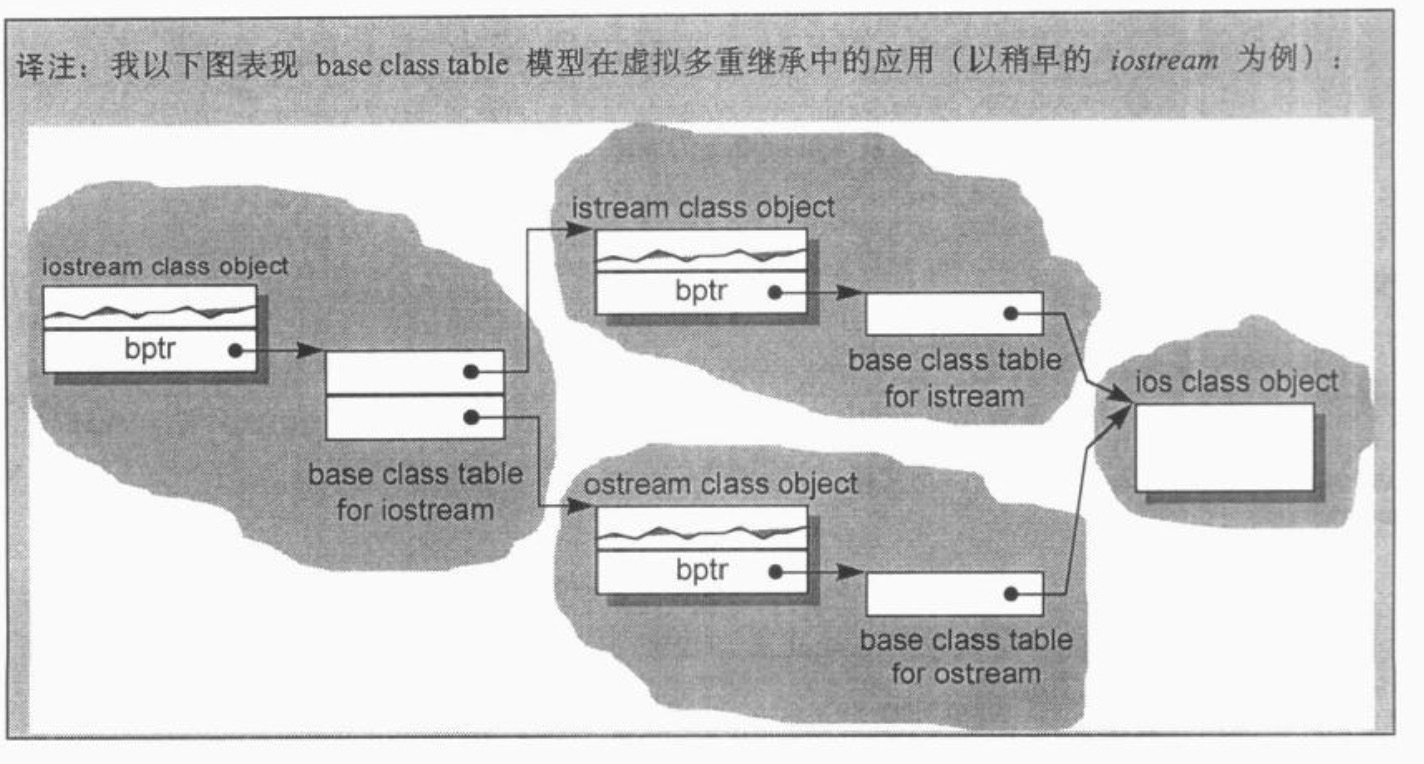 译注：我以下图表现 base class table 模型在虚拟多重继承中的应用（以稍早的 iostream 为例）：
istream class object
iostream class object
bptr
bptr
base class table
for istream
ios class object
base class table
for iostream
ostream class object
bptr
base class table
for ostream